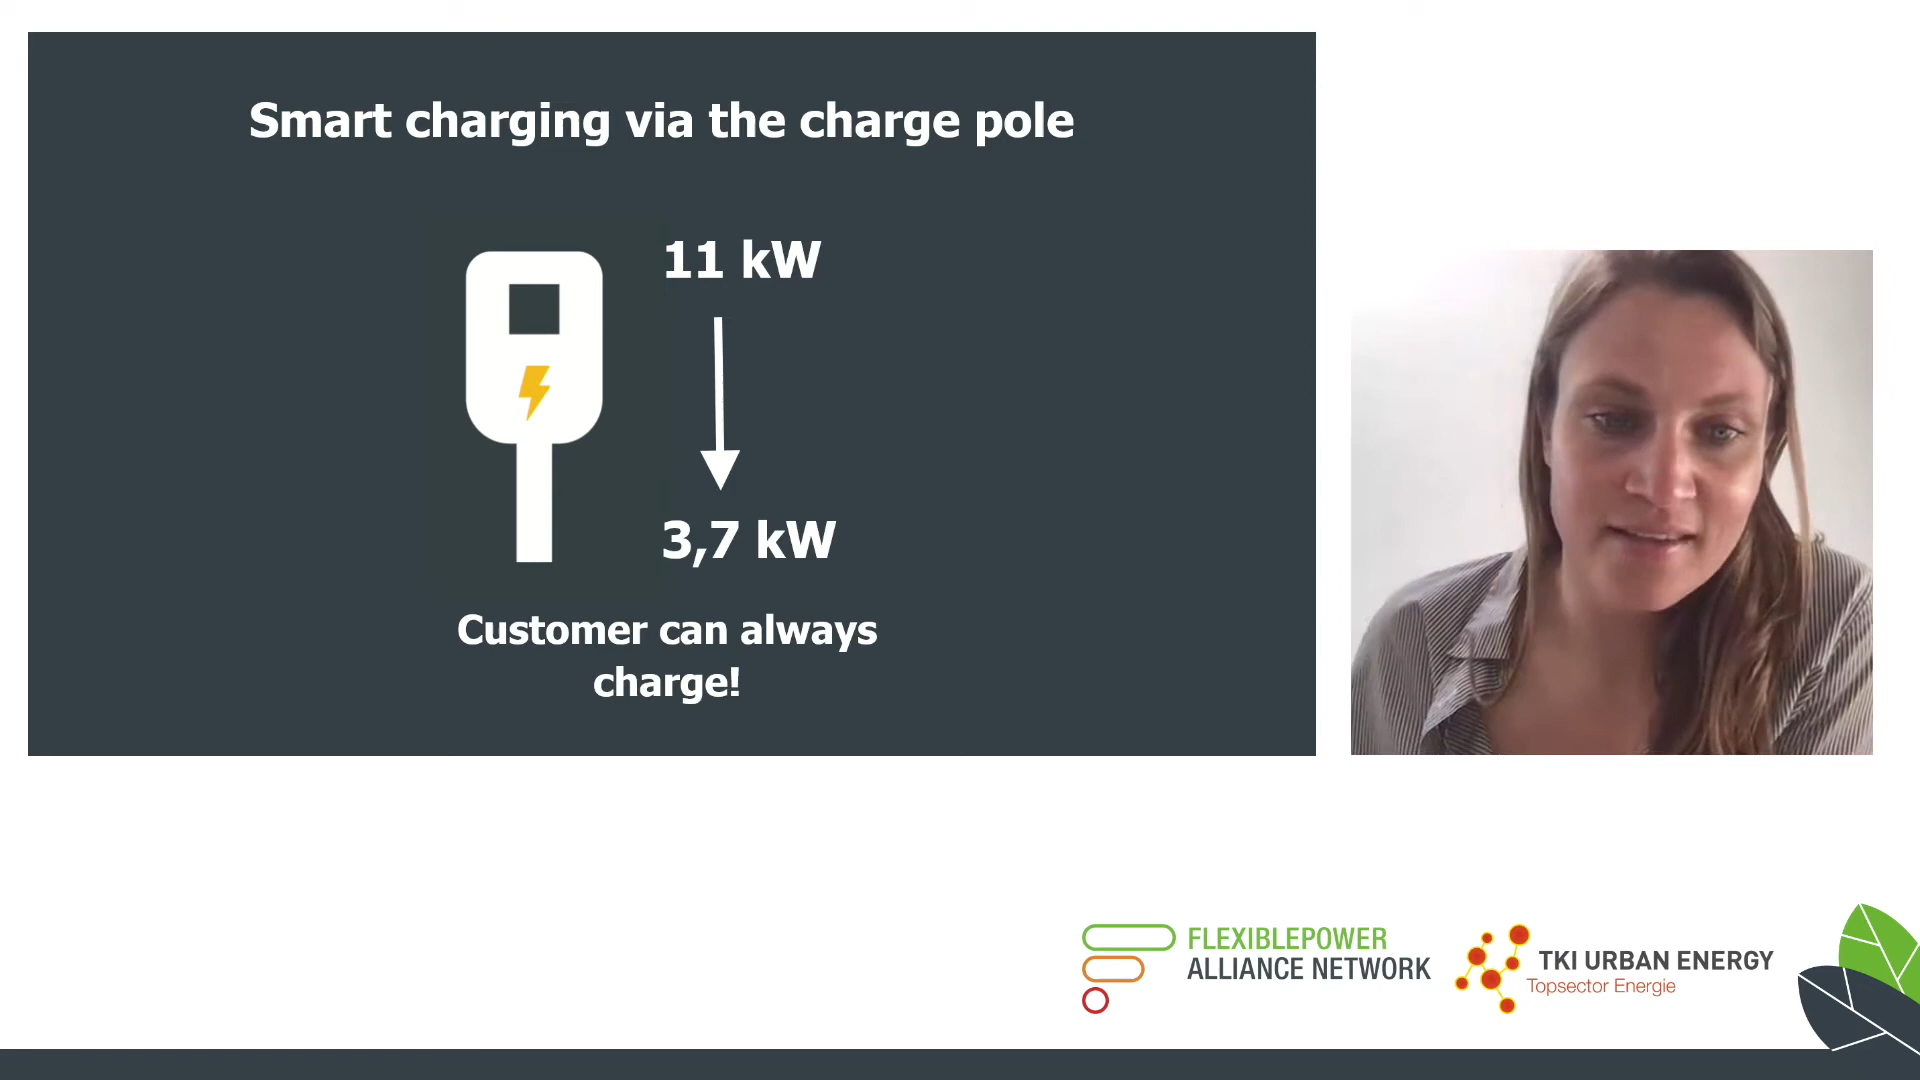 Smart charging via the charge pole
11 kW
3,7 kW
Customer can always
charge!
FLEXIBLEPOWER
ALLIANCE NETWORK
TKI URBAN ENERGY
Topsector Energie